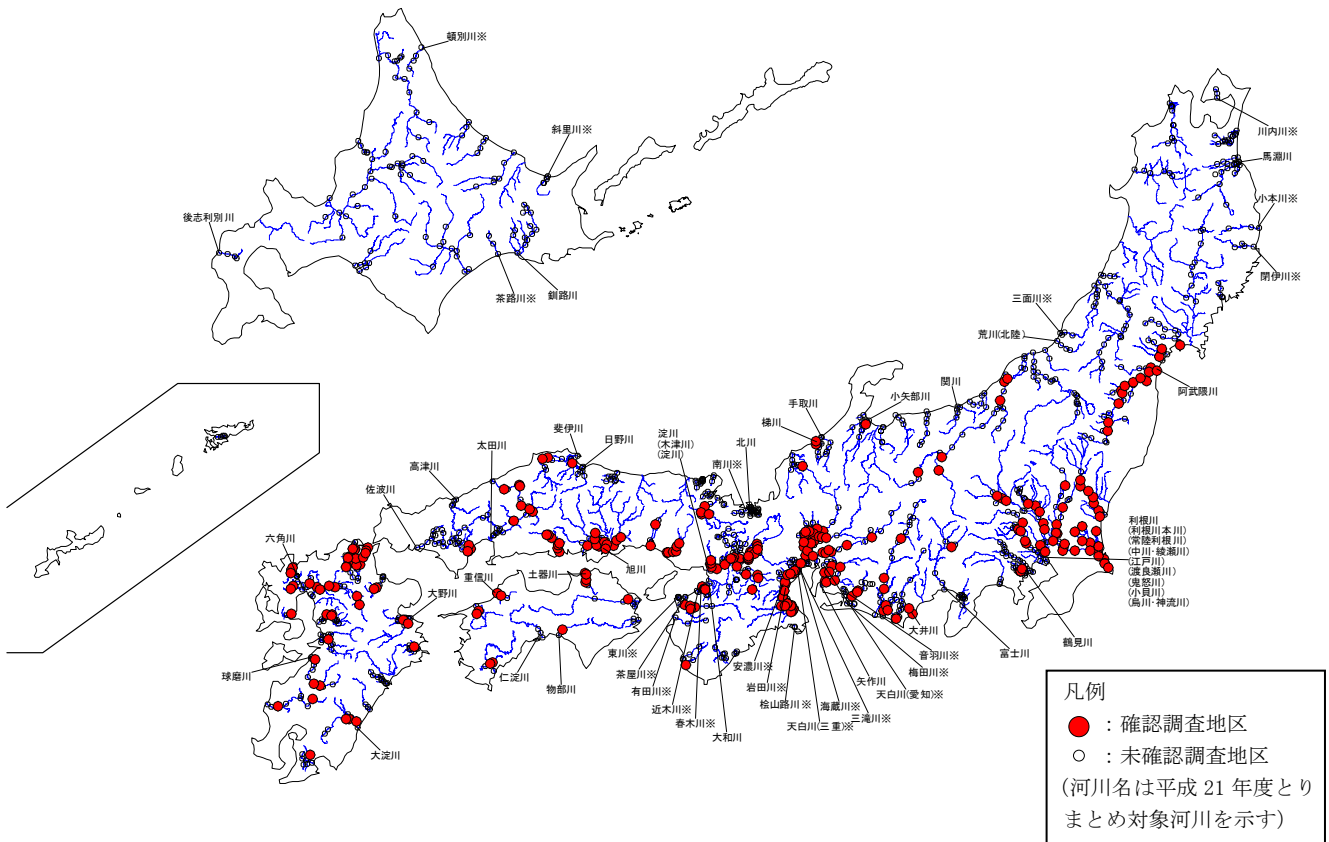 頓別川※
斜里川※
後志利別川
茶路川※
釧路川
川内川※
馬淵川
小本川※
閉伊川※
三面川※
荒川(北陸)
阿武隈川
関川
小矢部川
手取川
梯川
北川
南川※
淀川
(木津川)
(淀川)
日野川
斐伊川
太田川
高津川
佐波川
六角川
重信川
土器川
旭川
大野川
球磨川
大淀川
仁淀川
物部川
東川※
茶屋川※
有田川※
近木川※
春木川※
大和川
安濃川※
岩田川※
桧山路川※
天白川(三重)※
海蔵川※
三滝川※
矢作川
天白川(愛知)※
梅田川※
音羽川※
大井川
富士川
鶴見川
利根川
(利根川本川)
(常陸利根川)
(中川・綾瀬川)
(江戸川)
(渡良瀬川)
(鬼怒川)
(小貝川)
(烏川・神流川)
凡例
：確認調査地区
：未確認調査地区
(河川名は平成 21 年度とり
まとめ対象河川を示す)